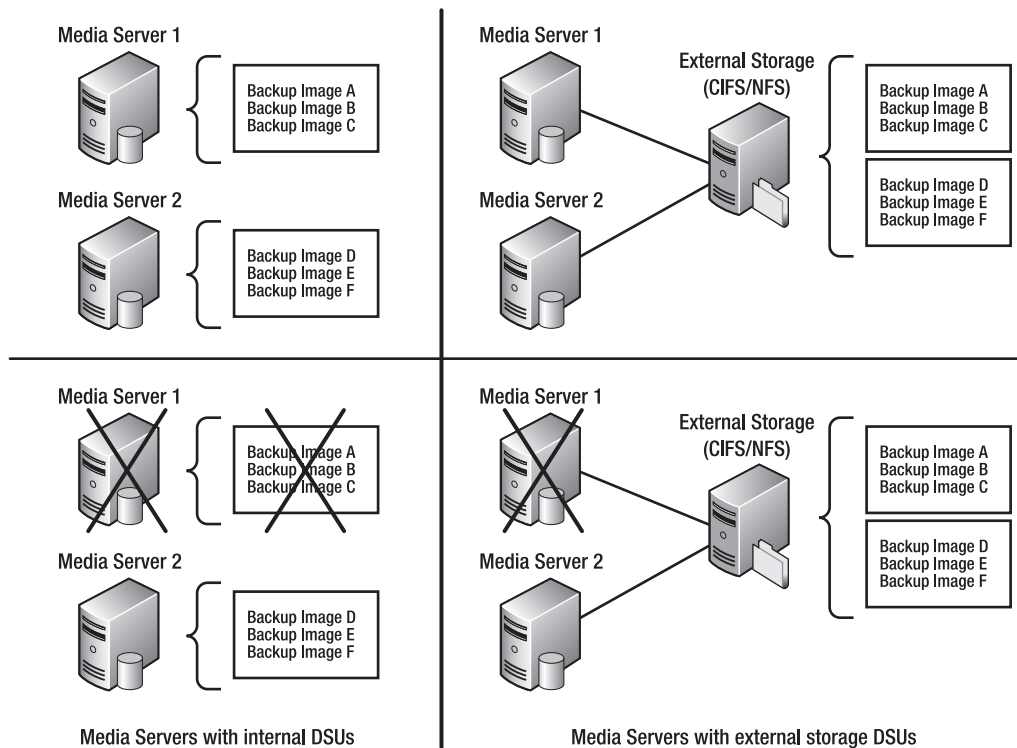 Media Server 1
Backup Image A
Backup Image B
Backup Image C
Media Server 2
Backup Image D
Backup Image E
Backup Image F
Media Server 1
External Storage
(CIFS/NFS)
Backup Image A
Backup Image B
Backup Image C
Media Server 2
Backup Image D
Backup Image E
Backup Image F
Media Server 1
Backup Image A
Backup Image B
Backup Image C
Media Server 2
Backup Image D
Backup Image E
Backup Image F
Media Servers with internal DSUs
Media Server 1
External Storage
(CIFS/NFS)
Backup Image A
Backup Image B
Backup Image C
Media Server 2
Backup Image D
Backup Image E
Backup Image F
Media Servers with external storage DSUs